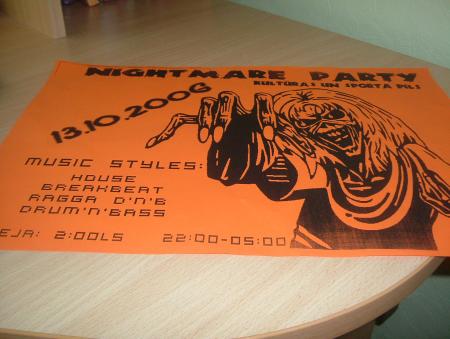 NIGHTMARE PARTY
KULTŪRAS UN SPORTA PILS
13.10.2006
MUSIC STYLES:
HOUSE
BREAKBEAT
RAGGA D'N'B
DRUM'N'BASS
EJA: 2:00LS 22:00-05:00